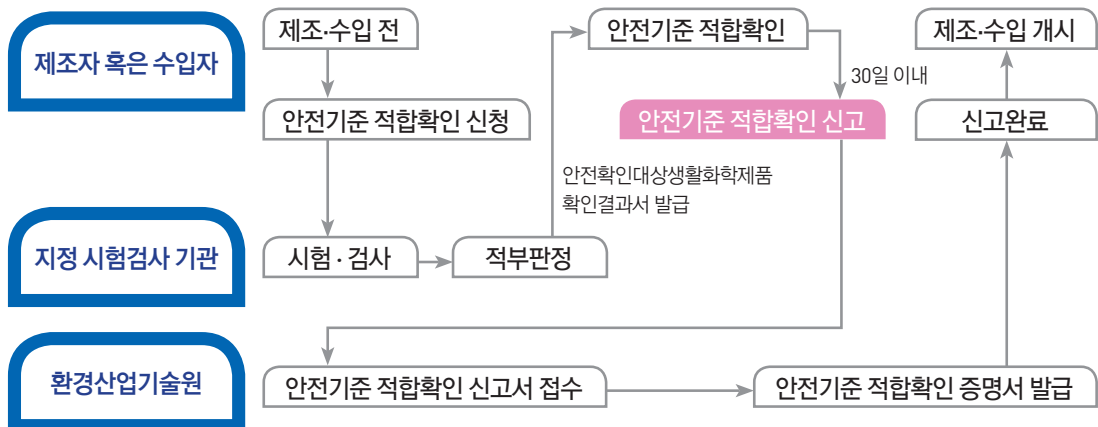 제조자 혹은 수입자
제조·수입 전
안전기준 적합확인
제조·수입 개시
30일 이내
안전기준 적합확인 신청
안전기준 적합확인 신고
신고완료
안전확인대상생활화학제품
확인결과서 발급
지정 시험검사 기관
시험·검사
적부판정
환경산업기술원
안전기준 적합확인 신고서 접수
안전기준 적합확인 증명서 발급